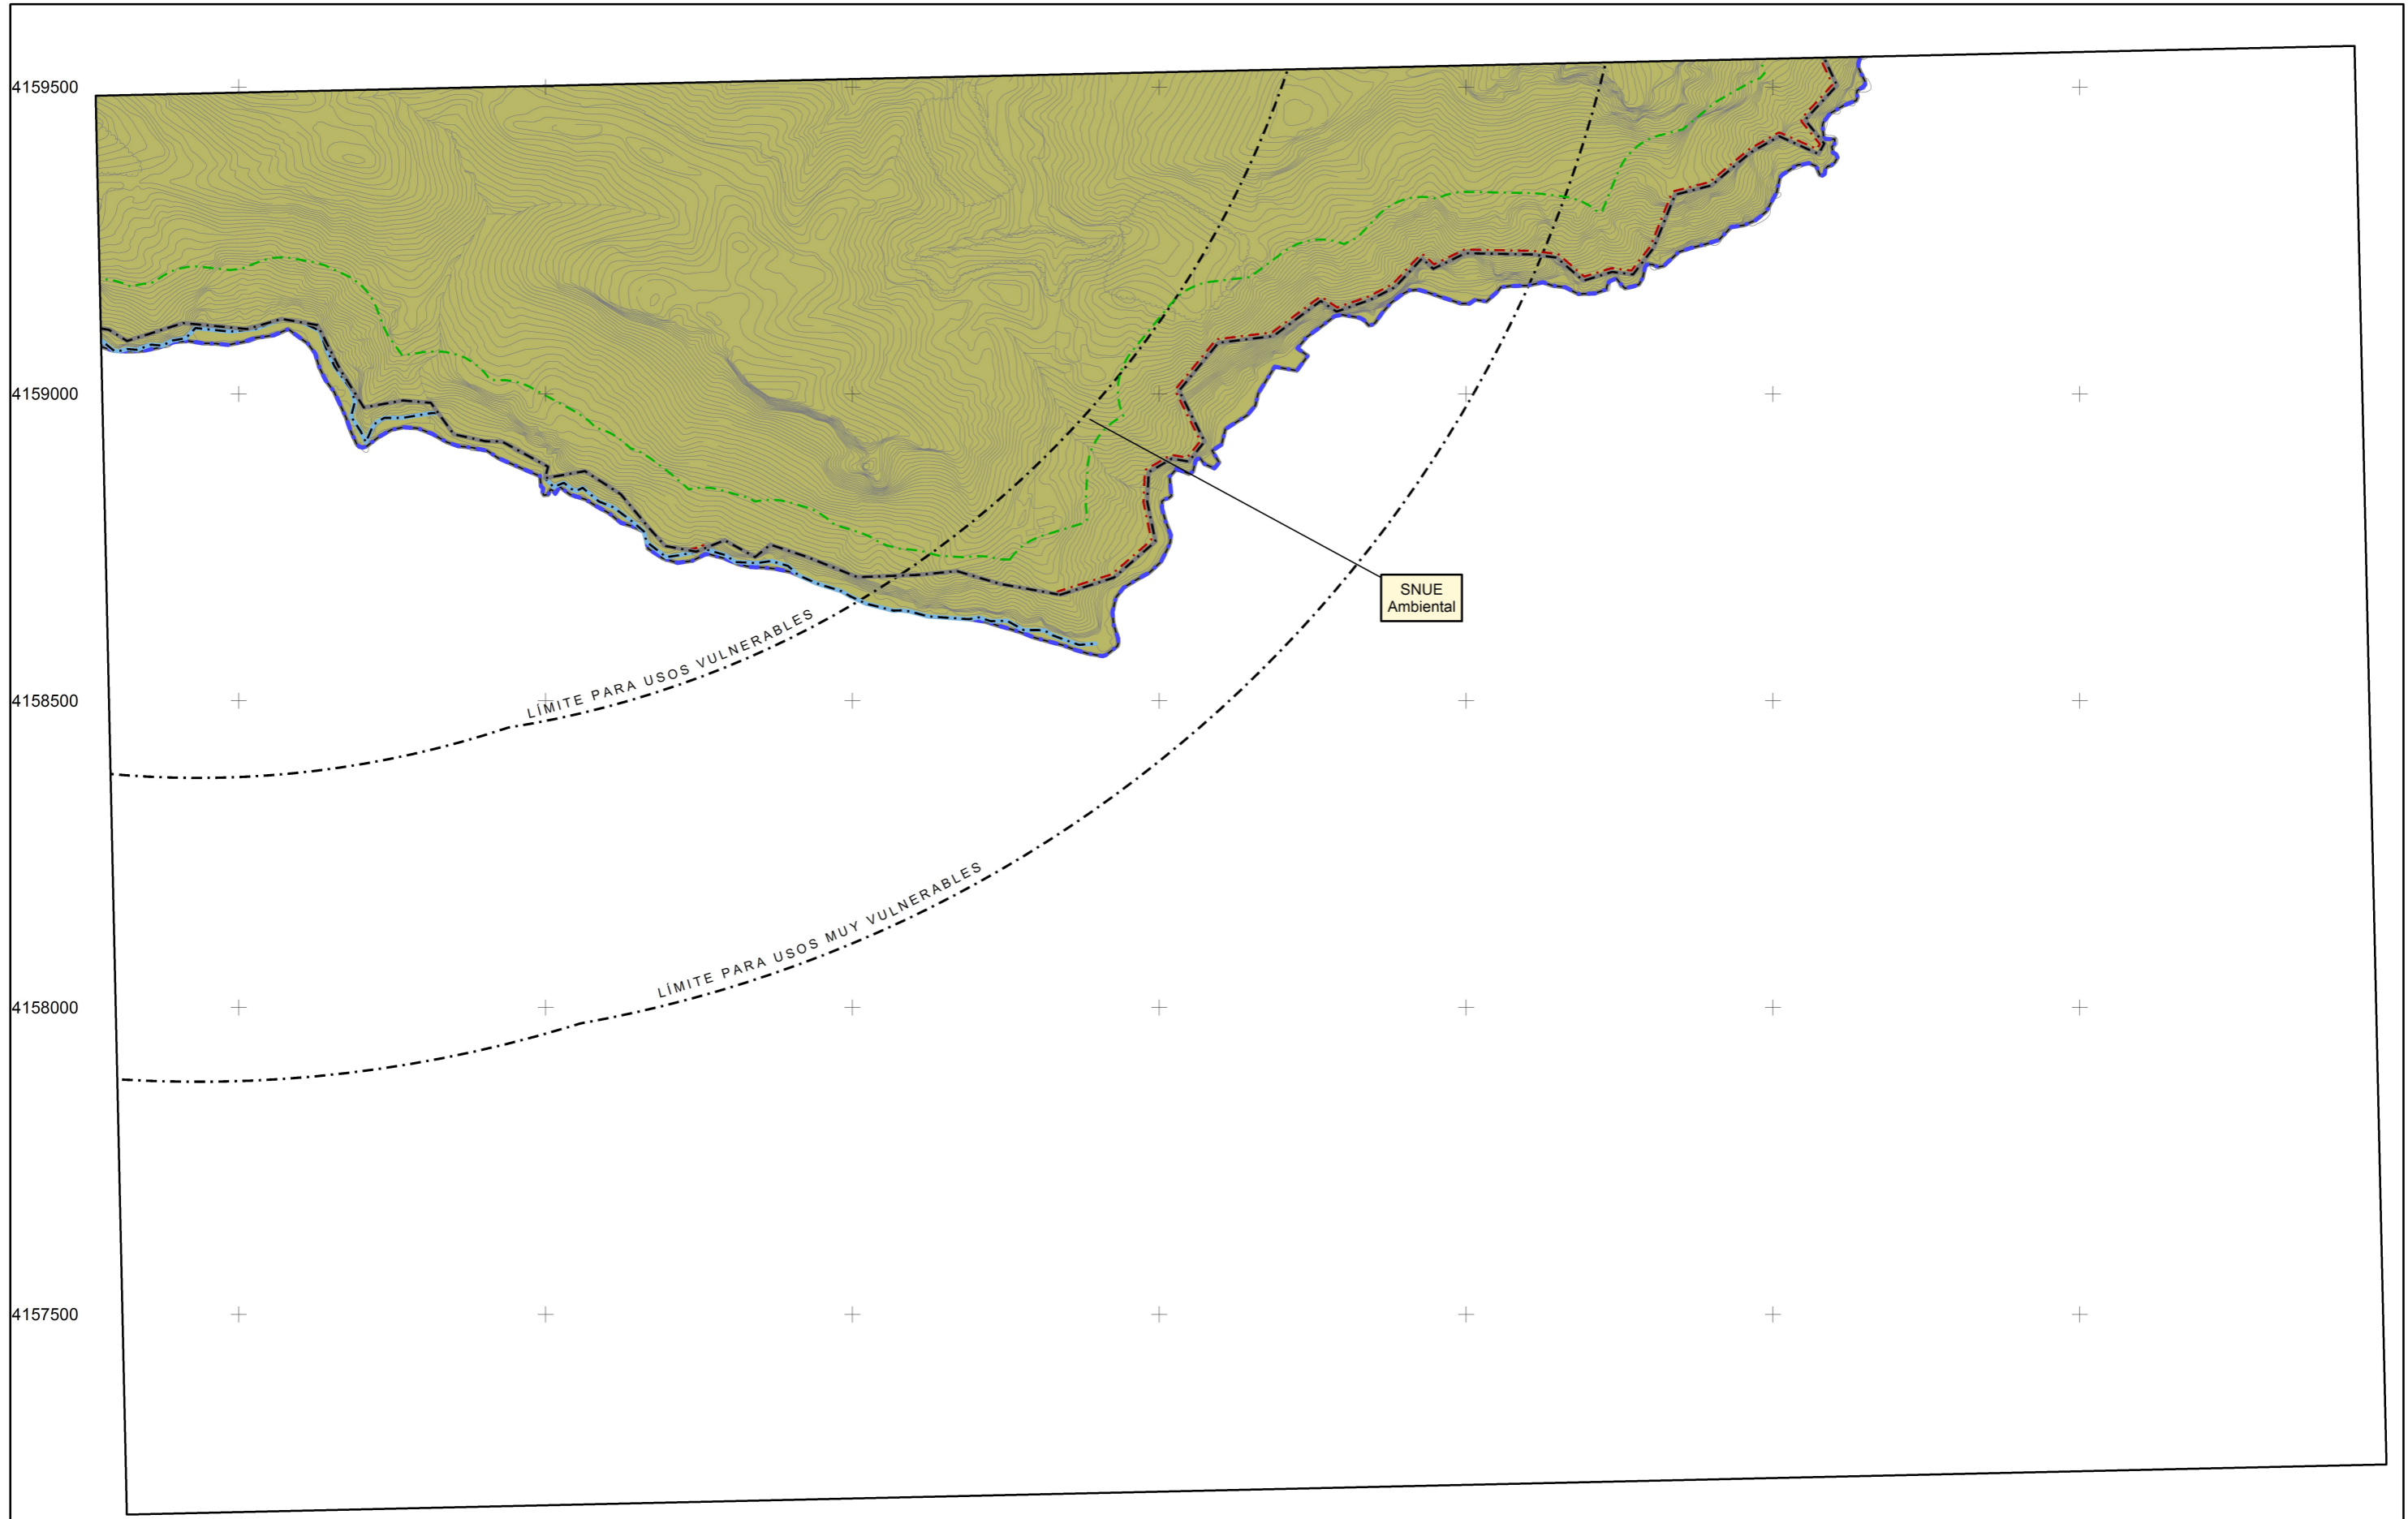 4159500
4159000
SNUE
Ambiental
LÍMITE PARA USOS VULNERABLES
4158500
LÍMITE PARA USOS MUY VULNERABLES
4158000
4157500